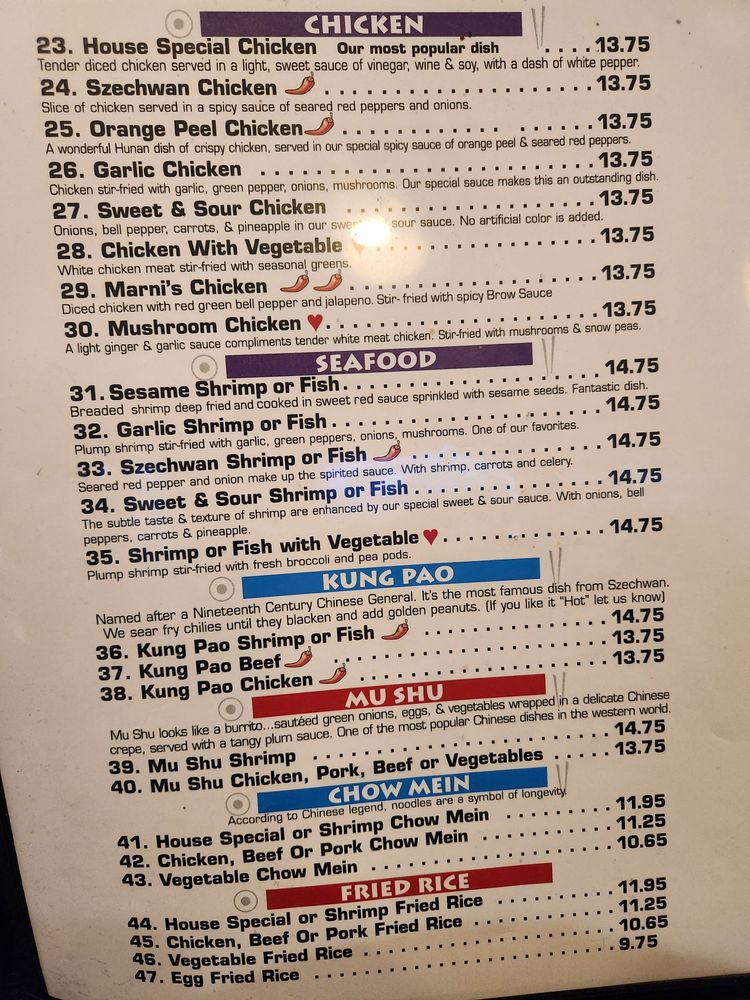 CHICKEN
23. House Special Chicken Our most popular dish ....13.75
Tender diced chicken served in a light, sweet sauce of vinegar, wine & soy, with a dash of white pepper.
24. Szechwan Chicken ....................13.75
Slice of chicken served in a spicy sauce of seared red peppers and onions.
25. Orange Peel Chicken ....................13.75
A wonderful Hunan dish of crispy chicken, served in our special spicy sauce of orange peel & seared red peppers.
26. Garlic Chicken ....................13.75
Chicken stir-fried with garlic, green pepper, onions, mushrooms. Our special sauce makes this an outstanding dish.
27. Sweet & Sour Chicken ....................13.75
Onions, bell pepper, carrots, & pineapple in our sour sauce. No artificial color is added.
28. Chicken With Vegetable ....................13.75
White chicken meat stir-fried with seasonal greens.
29. Marni's Chicken ....................13.75
Diced chicken with red green bell pepper and jalapeno. Stir- fried with spicy Brow Sauce
30. Mushroom Chicken ♥....................13.75
A light ginger & garlic sauce compliments tender white meat chicken. Stir-fried with mushrooms & snow peas.
SEAFOOD
31. Sesame Shrimp or Fish....................14.75
Breaded shrimp deep fried and cooked in sweet red sauce sprinkled with sesame seeds. Fantastic dish.
32. Garlic Shrimp or Fish....................14.75
Plump shrimp stir-fried with garlic, green peppers, onions, mushrooms. One of our favorites.
33. Szechwan Shrimp or Fish ....................14.75
Seared red pepper and onion make up the spirited sauce. With shrimp, carrots and celery.
34. Sweet & Sour Shrimp or Fish ..............14.75
The subtle taste & texture of shrimp are enhanced by our special sweet & sour sauce. With onions, bell
peppers, carrots & pineapple.
35. Shrimp or Fish with Vegetable ♥.............14.75
Plump shrimp stir-fried with fresh broccoli and pea pods.
KUNG PAO
Named after a Nineteenth Century Chinese General. It's the most famous dish from Szechwan.
We sear fry chilies until they blacken and add golden peanuts. (If you like it "Hot" let us know)
36. Kung Pao Shrimp or Fish ..............14.75
37. Kung Pao Beef ....................13.75
38. Kung Pao Chicken ....................13.75
MU SHU
Mu Shu looks like a burrito...sautéed green onions, eggs, & vegetables wrapped in a delicate Chinese
crepe, served with a tangy plum sauce. One of the most popular Chinese dishes in the western world.
39. Mu Shu Shrimp ....................14.75
40. Mu Shu Chicken, Pork, Beef or Vegetables .....13.75
CHOW MEIN
According to Chinese legend, noodles are a symbol of longevity.
41. House Special or Shrimp Chow Mein ........11.95
42. Chicken, Beef Or Pork Chow Mein ..........11.25
43. Vegetable Chow Mein ....................10.65
FRIED RICE
44. House Special or Shrimp Fried Rice .........11.95
45. Chicken, Beef Or Pork Fried Rice ...........11.25
46. Vegetable Fried Rice ....................10.65
47. Egg Fried Rice ....................9.75